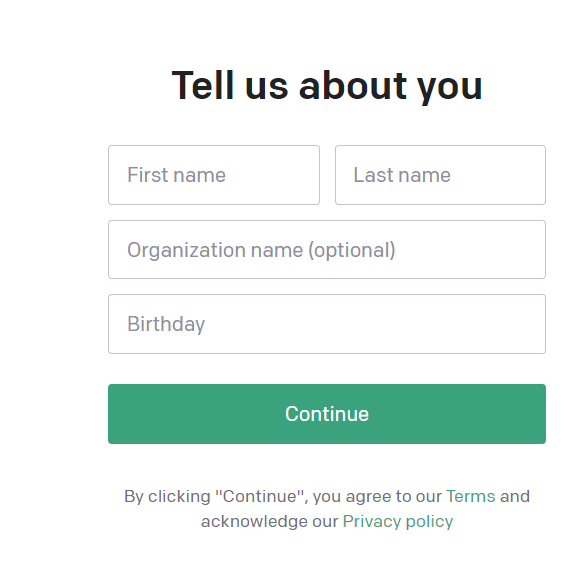 Tell us about you
First name
Last name
Organization name (optional)
Birthday
Continue
By clicking "Continue", you agree to our Terms and
acknowledge our Privacy policy